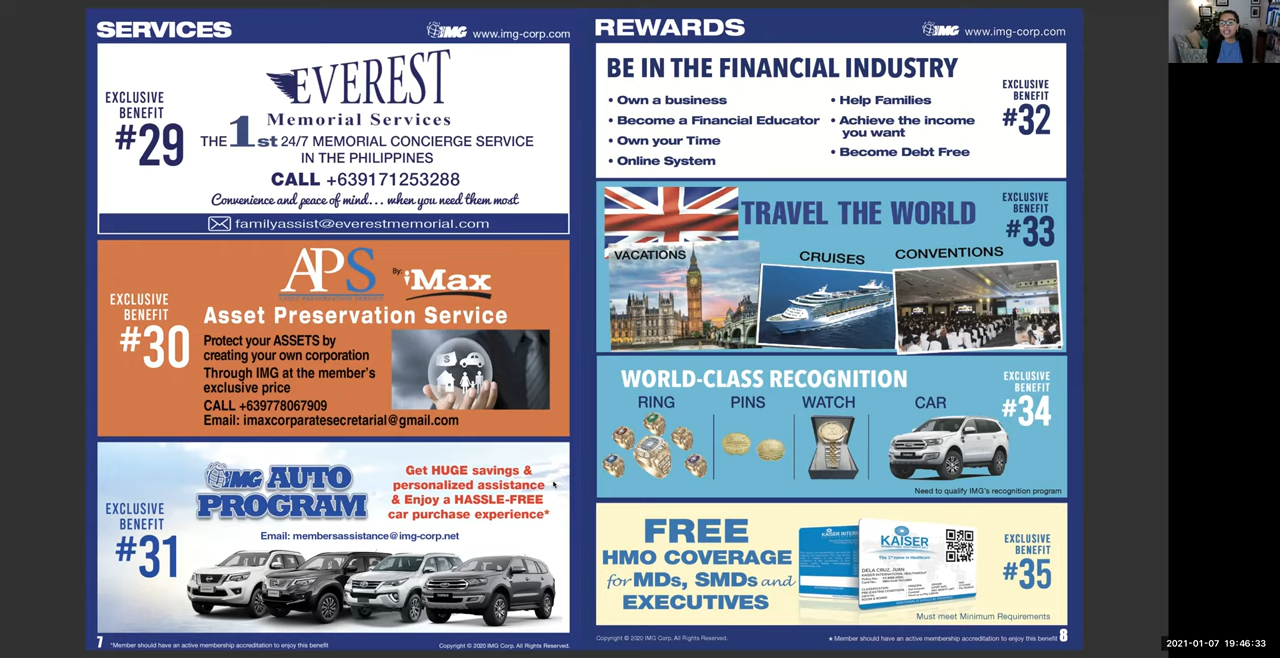 SERVICES
IMG www.img-corp.com
EXCLUSIVE
BENEFIT
#29
EVEREST
Memorial Services
THE 1st 24/7 MEMORIAL CONCIERGE SERVICE
IN THE PHILIPPINES
CALL +639171253288
Convenience and peace of mind... when you need them most
familyassist@everestmemorial.com
EXCLUSIVE
BENEFIT
#30
APS By: iMax
ASSET PRESERVATION SERVICE
Asset Preservation Service
Protect your ASSETS by
creating your own corporation
Through IMG at the member's
exclusive price
CALL +639778067909
Email: imaxcorparatesecretarial@gmail.com
EXCLUSIVE
BENEFIT
#31
IMG AUTO
PROGRAM
Get HUGE savings &
personalized assistance
& Enjoy a HASSLE-FREE
car purchase experience*
Email: membersassistance@img-corp.net
7
*Member should have an active membership accreditation to enjoy this benefit
Copyright © 2020 IMG Corp. All Rights Reserved.
REWARDS
IMG www.img-corp.com
BE IN THE FINANCIAL INDUSTRY
• Own a business
• Become a Financial Educator
• Own your Time
• Online System
• Help Families
• Achieve the income
you want
• Become Debt Free
EXCLUSIVE
BENEFIT
#32
TRAVEL THE WORLD
EXCLUSIVE
BENEFIT
#33
VACATIONS
CRUISES
CONVENTIONS
WORLD-CLASS RECOGNITION
EXCLUSIVE
BENEFIT
#34
RING
PINS
WATCH
CAR
Need to qualify IMG's recognition program
FREE
HMO COVERAGE
for MDs, SMDs and
EXECUTIVES
KAISER
DELA CRUZ, JUAN
EXCLUSIVE
BENEFIT
#35
Must meet Minimum Requirements
Copyright © 2020 IMG Corp. All Rights Reserved.
★ Member should have an active membership accreditation to enjoy this benefit
8
2021-01-07 19:46:33